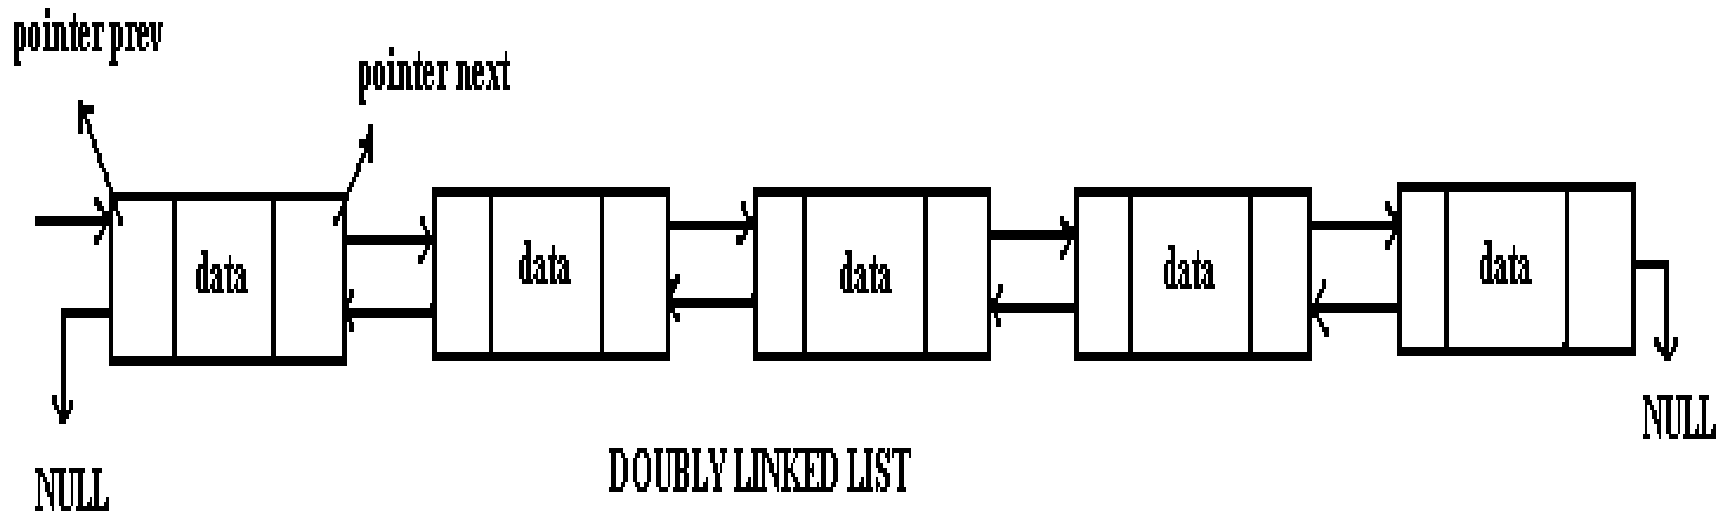 pointer prev
pointer next
data
data
data
data
data
NULL
NULL
DOUBLY LINKED LIST